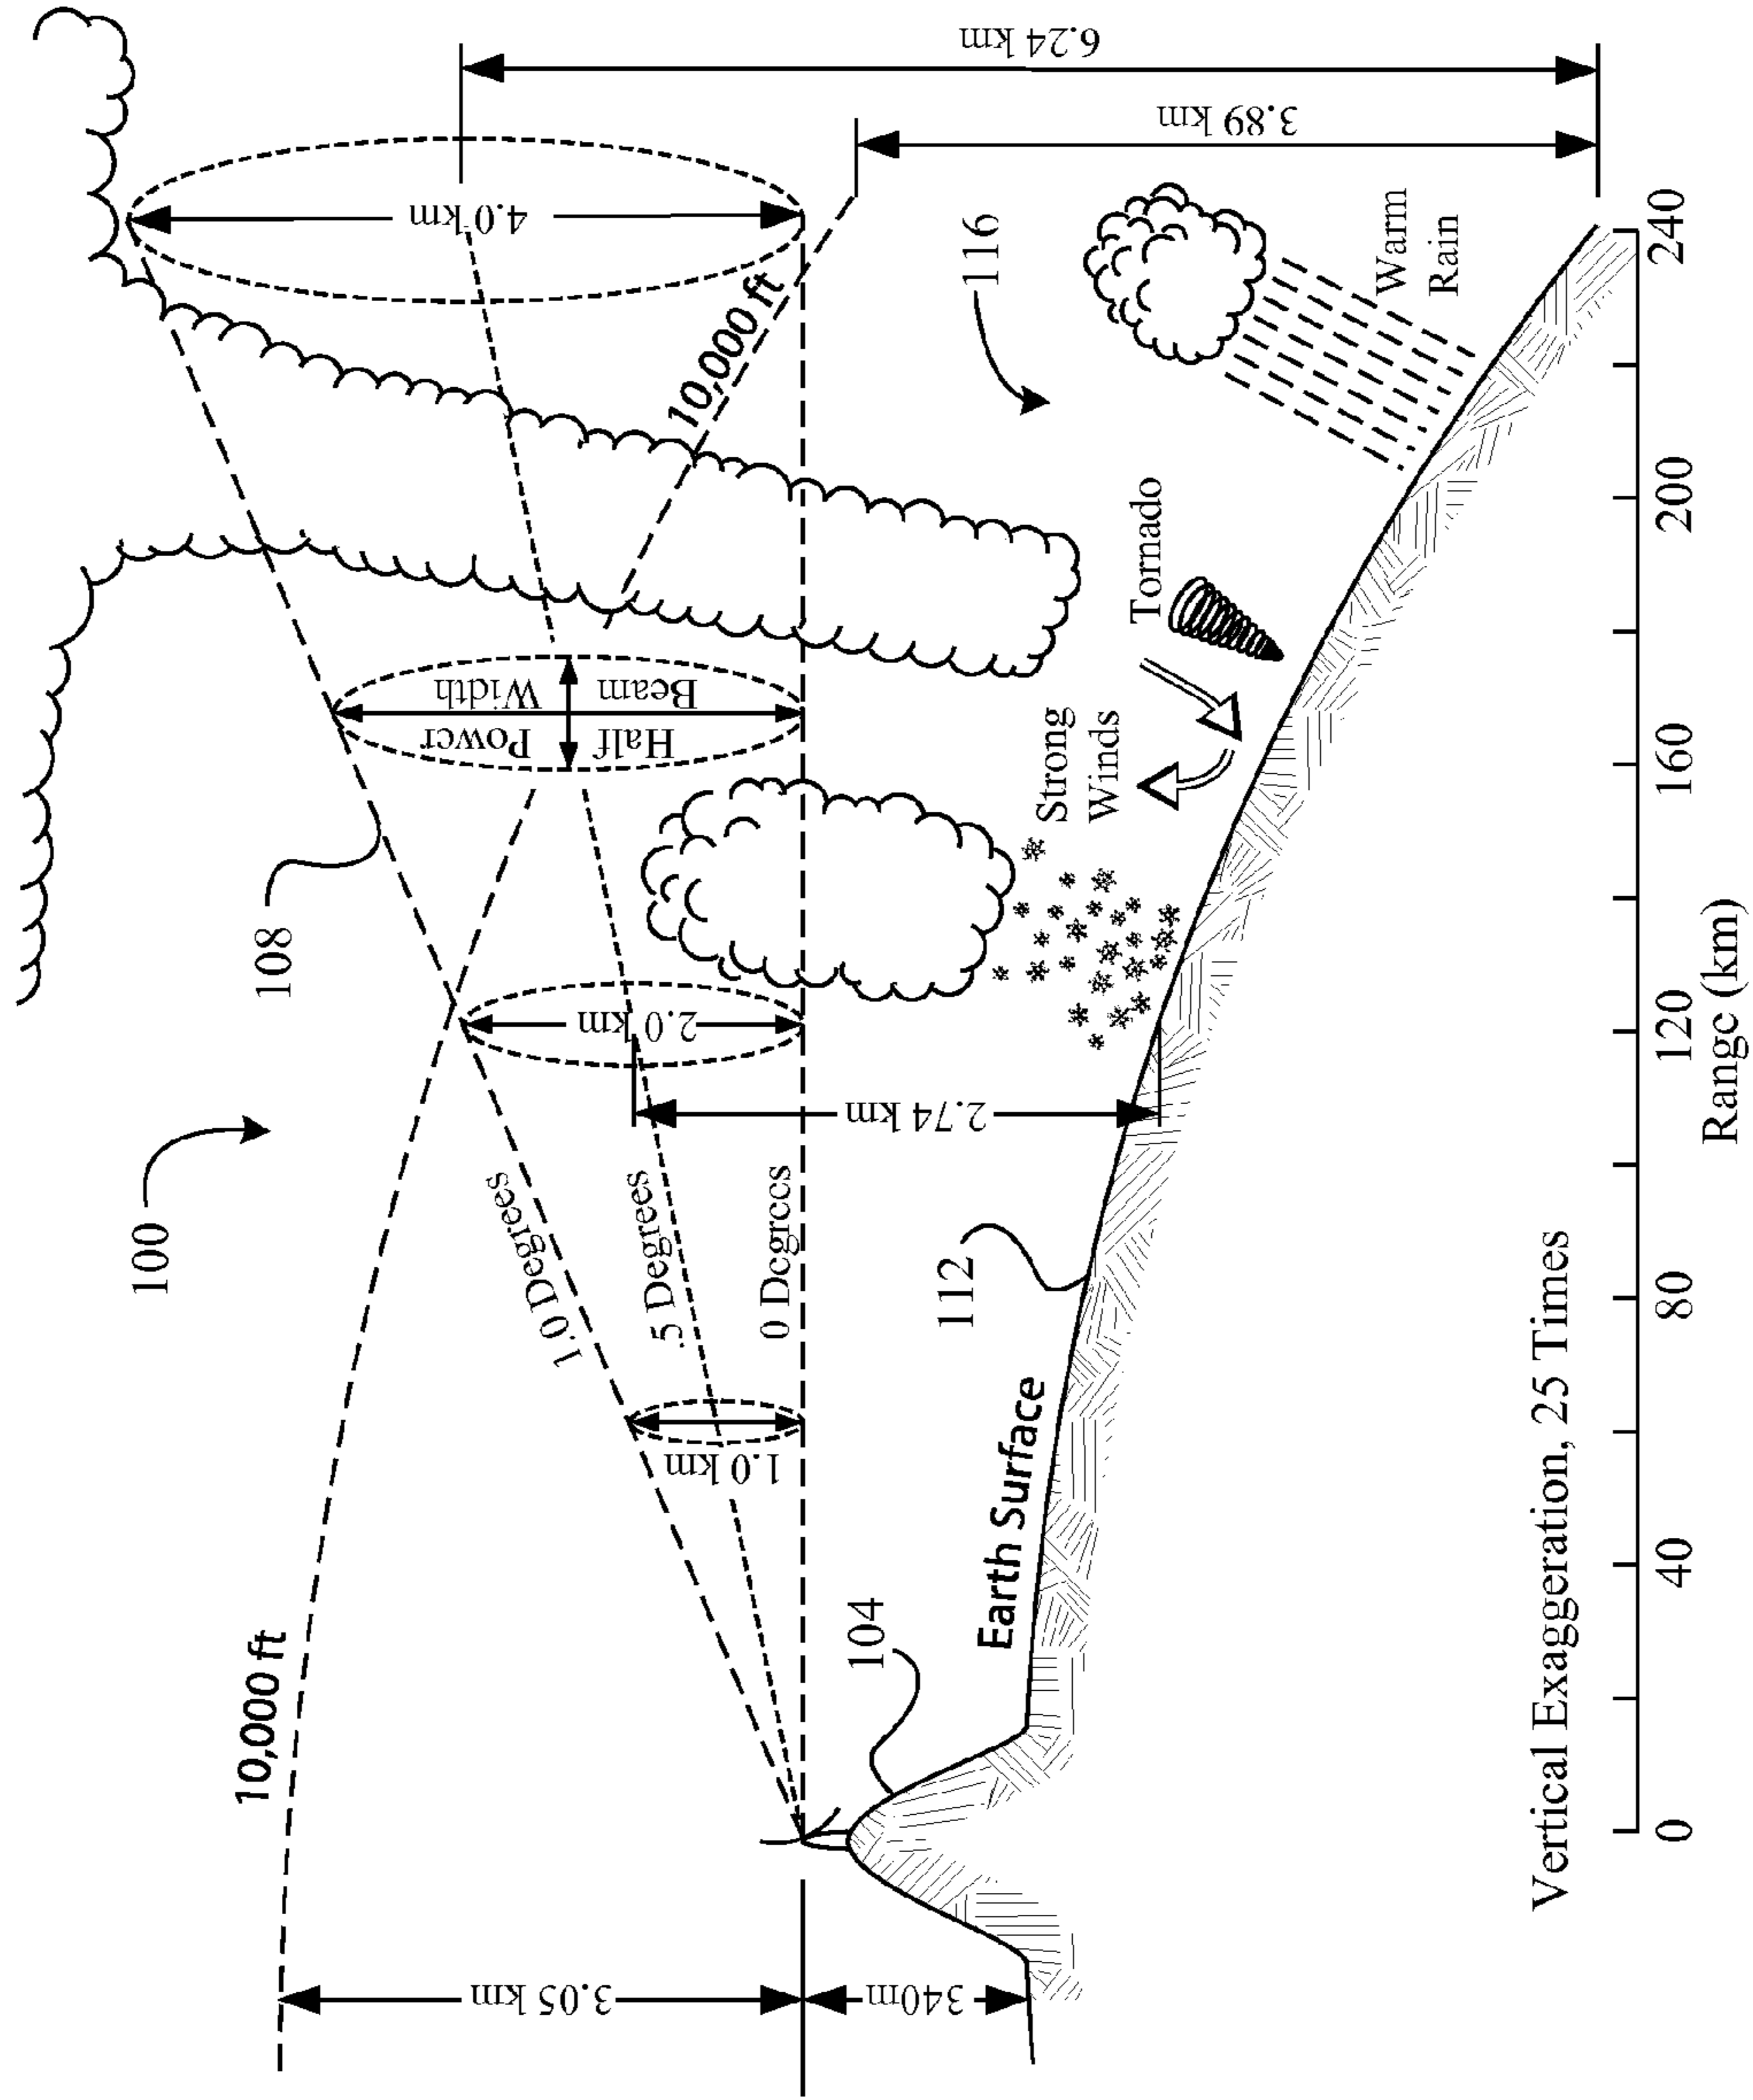 100
108
10,000 ft
1.0 Degrees
.5 Degrees
0 Degrees
1.0 km
2.0 km
Half
Power
Beam
Width
4.0 km
10,000 ft
6.24 km
3.89 km
3.05 km
340m
2.74 km
104
112
116
Earth Surface
Strong
Winds
Tornado
Warm
Rain
0
40
80
120
160
200
240
Range (km)
Vertical Exaggeration, 25 Times